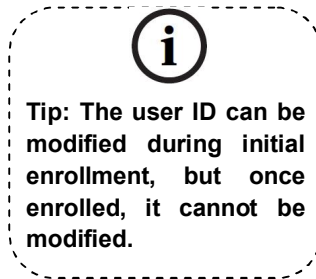 i
Tip: The user ID can be
modified during initial
enrollment, but once
enrolled, it cannot be
modified.